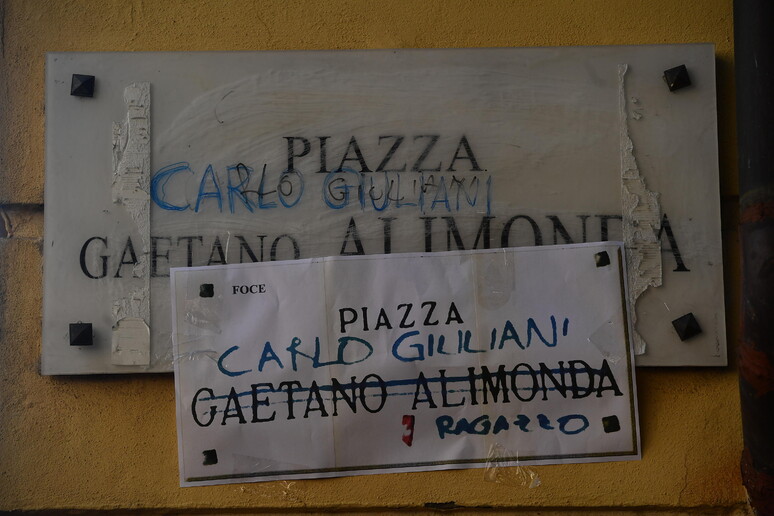 PIAZZA
CARLO GIULIANI
GAETANO ALIMONDA
FOCE
PIAZZA
CARLO GIULIANI
GAETANO ALIMONDA
RAGAZZO